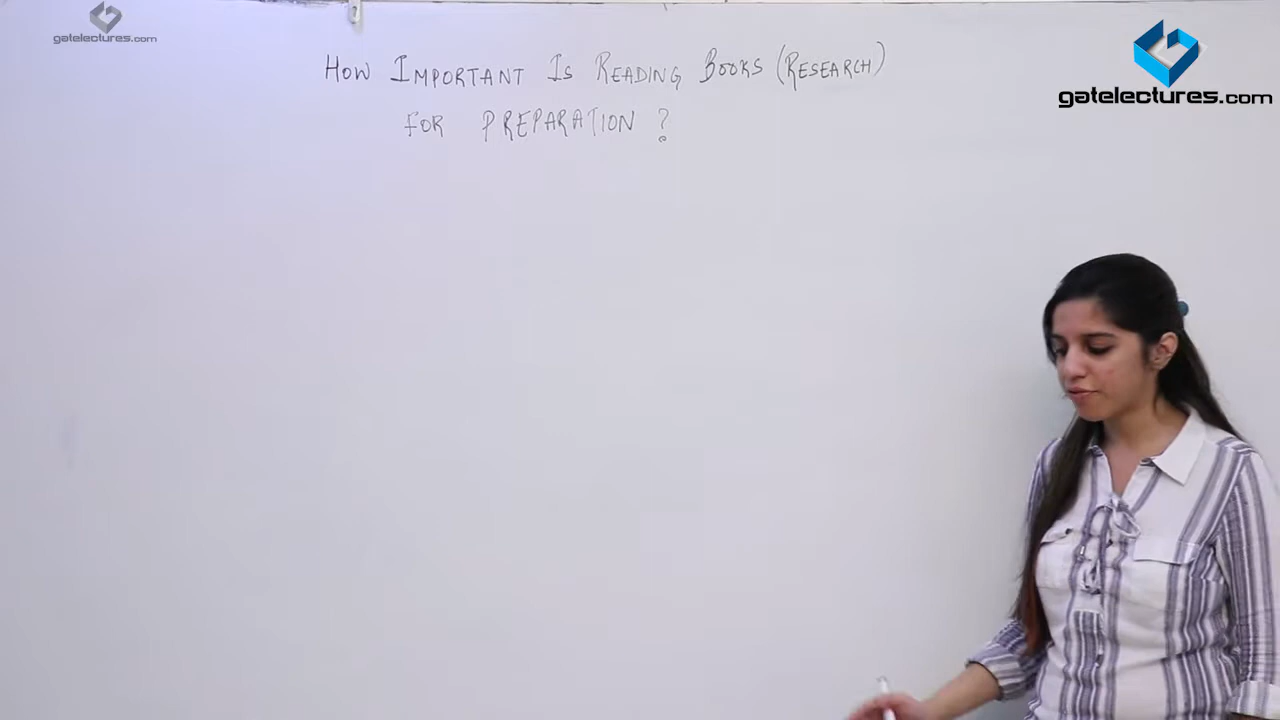 gatelectures.com
gatelectures.com
HOW IMPORTANT IS READING BOOKS (RESEARCH)
FOR PREPARATION ?